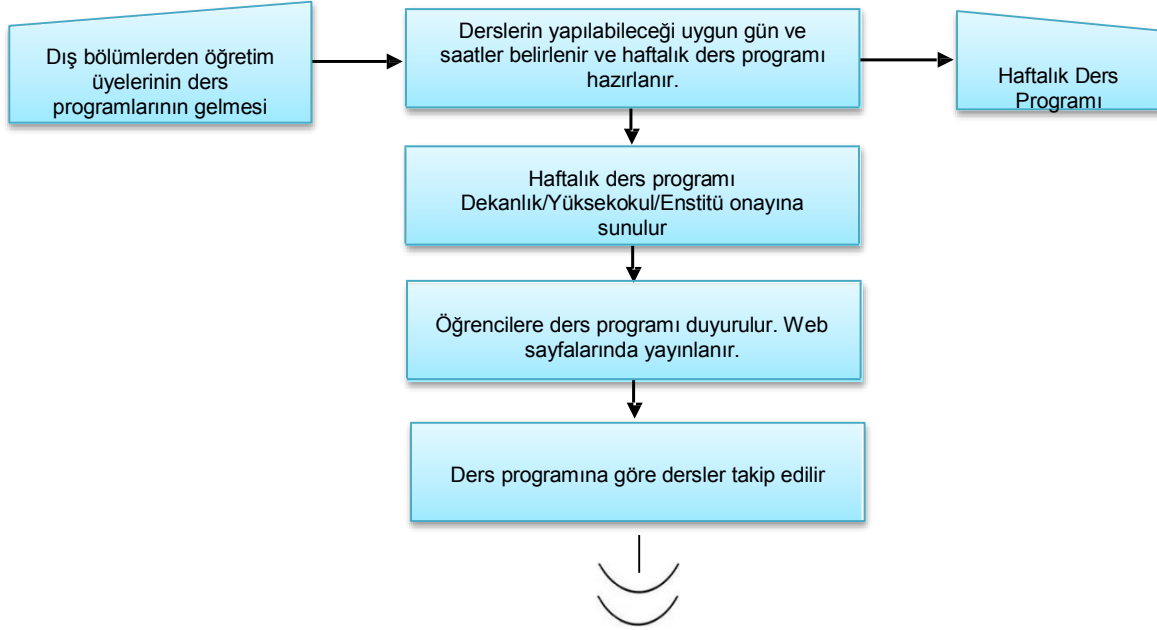 Dış bölümlerden öğretim
üyelerinin ders
programlarının gelmesi
Derslerin yapılabileceği uygun gün ve
saatler belirlenir ve haftalık ders programı
hazırlanır.
Haftalık Ders
Programı
Haftalık ders programı
Dekanlık/Yüksekokul/Enstitü onayına
sunulur
Öğrencilere ders programı duyurulur. Web
sayfalarında yayınlanır.
Ders programına göre dersler takip edilir